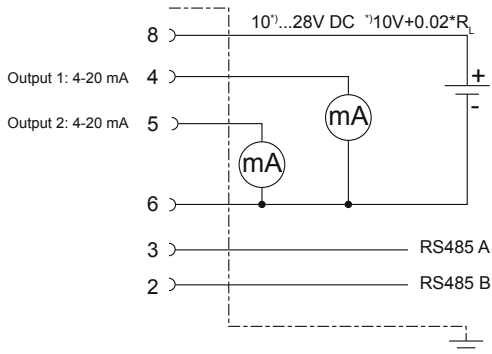 8 10*)...28V DC *)10V+0.02*RL
+
Output 1: 4-20 mA 4
mA
-
Output 2: 4-20 mA 5
mA
6
3 RS485 A
2 RS485 B